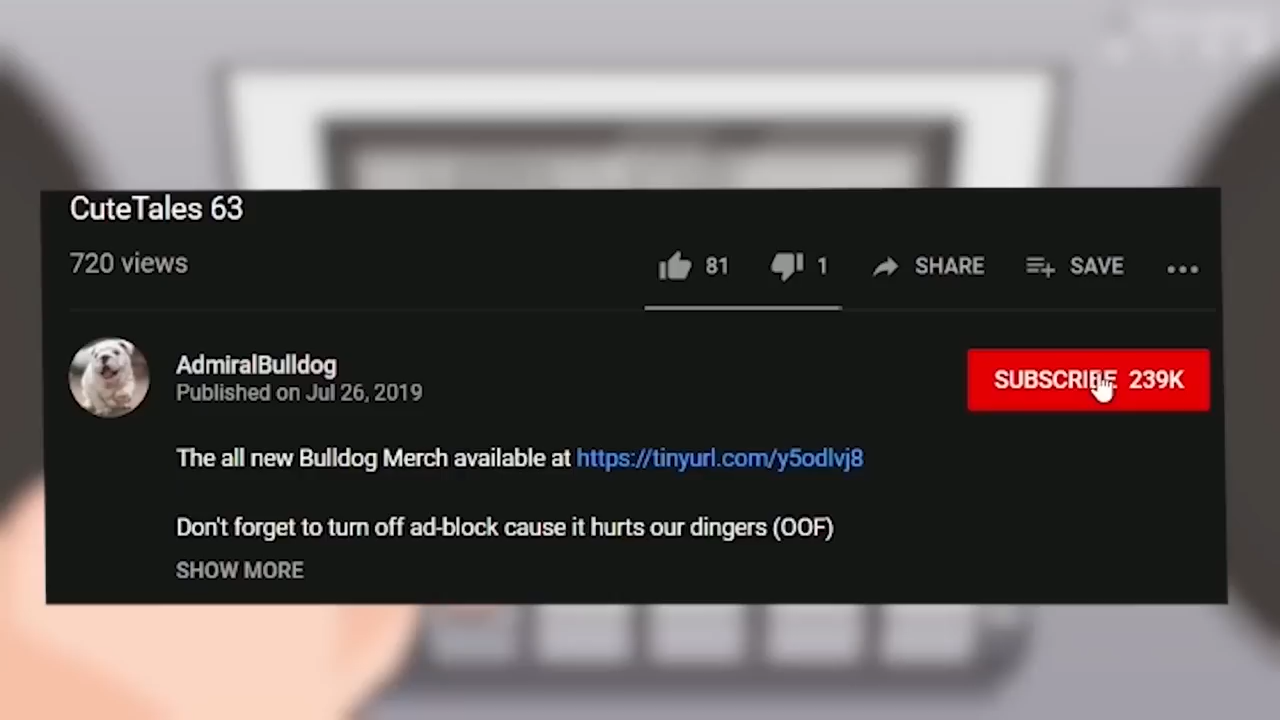 CuteTales 63
720 views
81
1
SHARE
SAVE
AdmiralBulldog
Published on Jul 26, 2019
SUBSCRIBE 239K
The all new Bulldog Merch available at https://tinyurl.com/y5odlvj8
Don't forget to turn off ad-block cause it hurts our dingers (OOF)
SHOW MORE